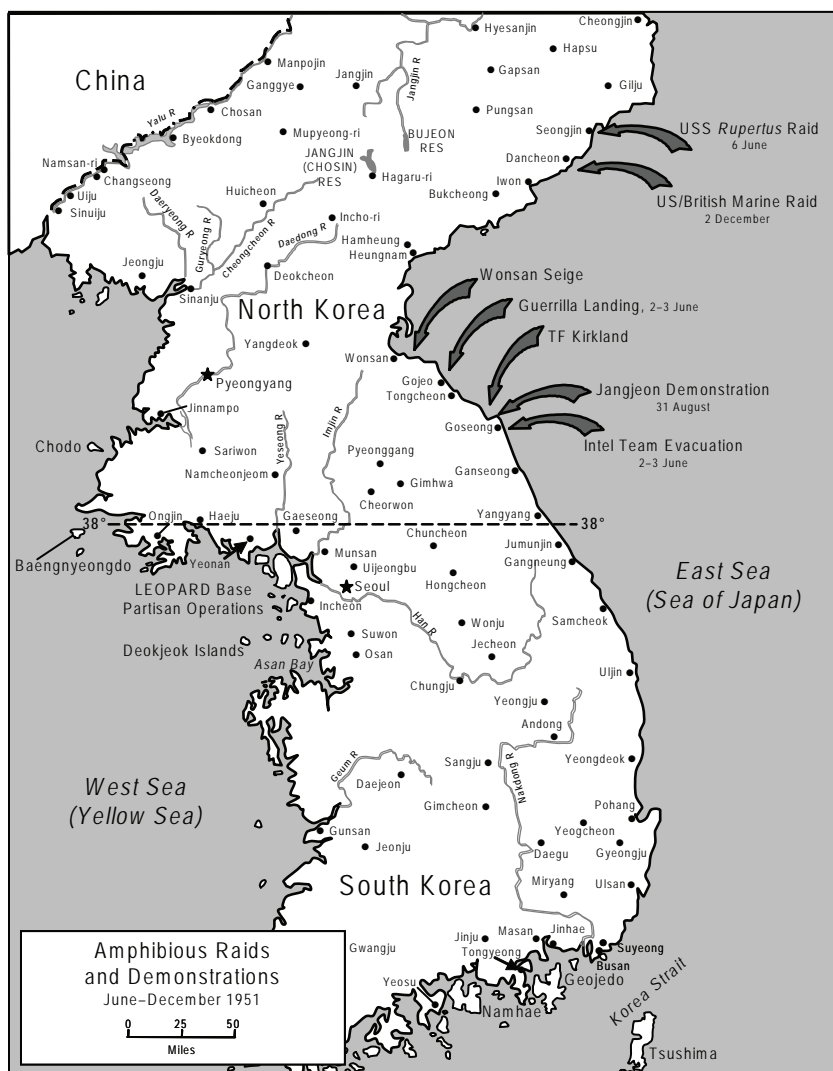 Cheongjin
Hyesanjin
Hapsu
China
Manpojin
Ganggye
Jangjin
Jangjin R
Gapsan
Gilju
Yalu R
Chosan
Pungsan
Byeokdong
Mupyeong-ri
BUJEON
RES
Seongjin
USS Rupertus Raid
6 June
JANGJIN
(CHOSIN)
RES
Dancheon
Namsan-ri
Changseong
Hagaru-ri
Iwon
US/British Marine Raid
2 December
Uiju
Sinuiju
Daeryeong R
Guryeong R
Huicheon
Cheongcheon R
Bukcheong
Incho-ri
Daedong R
Hamheung
Heungnam
Jeongju
Deokcheon
Sinanju
Wonsan Seige
North Korea
Guerrilla Landing, 2–3 June
TF Kirkland
Yangdeok
Wonsan
Pyeongyang
Gojeo
Tongcheon
Jangjeon Demonstration
31 August
Jinnampo
Imjin R
Yeseong R
Goseong
Intel Team Evacuation
2–3 June
Chodo
Sariwon
Pyeonggang
Namcheonjeom
Gimhwa
Ganseong
Cheorwon
Ongjin
Haeju
Gaeseong
Yangyang
38°
38°
Baengnyeongdo
Yeonan
Munsan
Chuncheon
Jumunjin
Uijeongbu
Gangneung
LEOPARD Base
Partisan Operations
Seoul
Hongcheon
East Sea
(Sea of Japan)
Incheon
Han R
Wonju
Samcheok
Deokjeok Islands
Suwon
Jecheon
Asan Bay
Osan
Uljin
Chungju
Yeongju
Andong
Geum R
Sangju
Nakdong R
Yeongdeok
Daejeon
West Sea
(Yellow Sea)
Gimcheon
Pohang
Yeogcheon
Gunsan
Jeonju
Daegu
Gyeongju
South Korea
Miryang
Ulsan
Amphibious Raids
and Demonstrations
June–December 1951
0 25 50
Miles
Gwangju
Jinju
Masan
Jinhae
Tongyeong
Suyeong
Busan
Geojedo
Yeosu
Namhae
Korea Strait
Tsushima